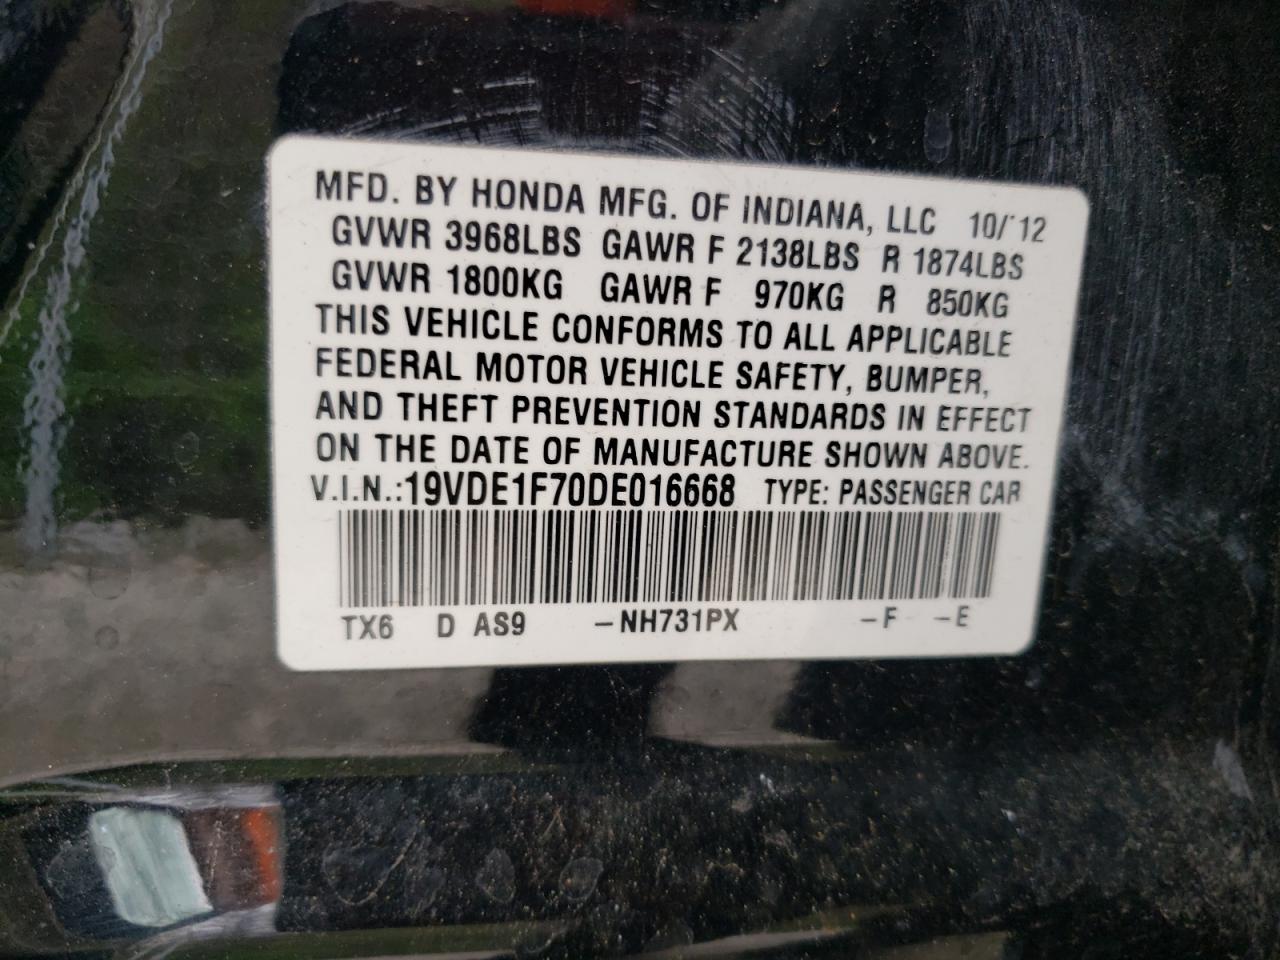 MFD. BY HONDA MFG. OF INDIANA, LLC 10/12
GVWR 3968LBS GAWR F 2138LBS R 1874LBS
GVWR 1800KG GAWR F 970KG R 850KG
THIS VEHICLE CONFORMS TO ALL APPLICABLE
FEDERAL MOTOR VEHICLE SAFETY, BUMPER,
AND THEFT PREVENTION STANDARDS IN EFFECT
ON THE DATE OF MANUFACTURE SHOWN ABOVE.
V.I.N.:19VDE1F70DE016668 TYPE: PASSENGER CAR
TX6 D AS9 –NH731PX –F –E